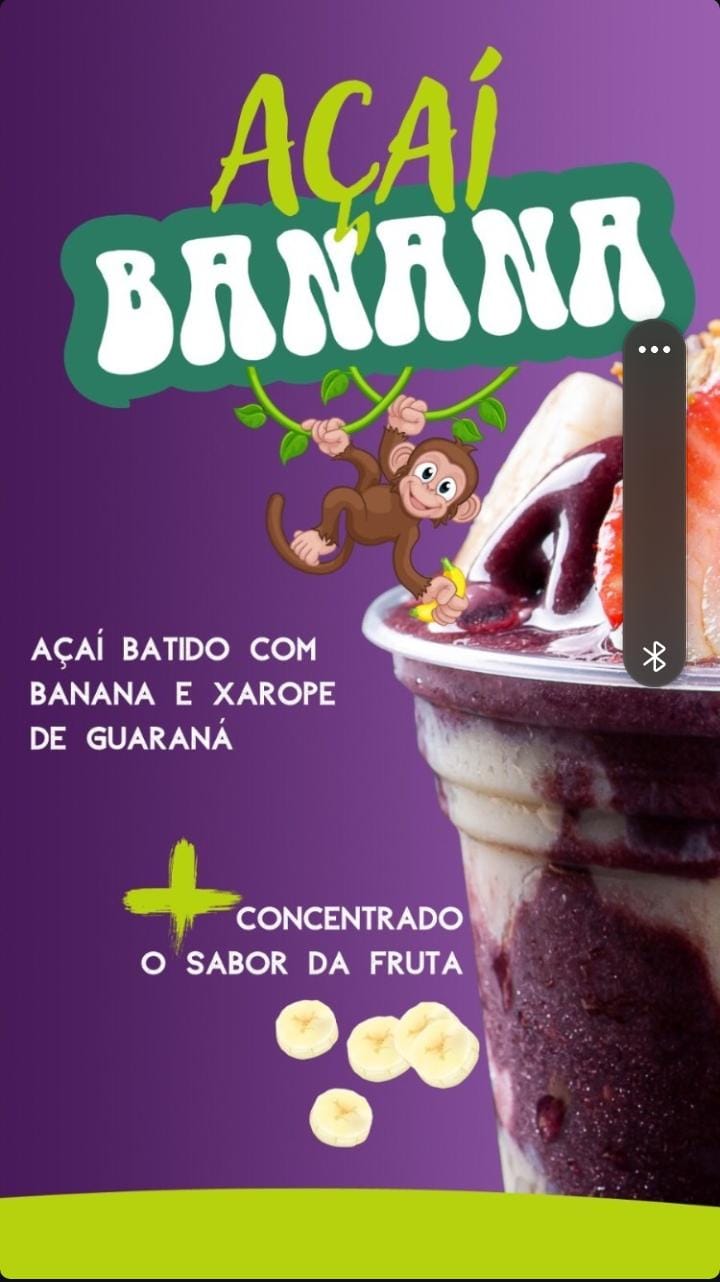 AÇAÍ
BANANA
AÇAÍ BATIDO COM
BANANA E XAROPE
DE GUARANÁ
+ CONCENTRADO
O SABOR DA FRUTA